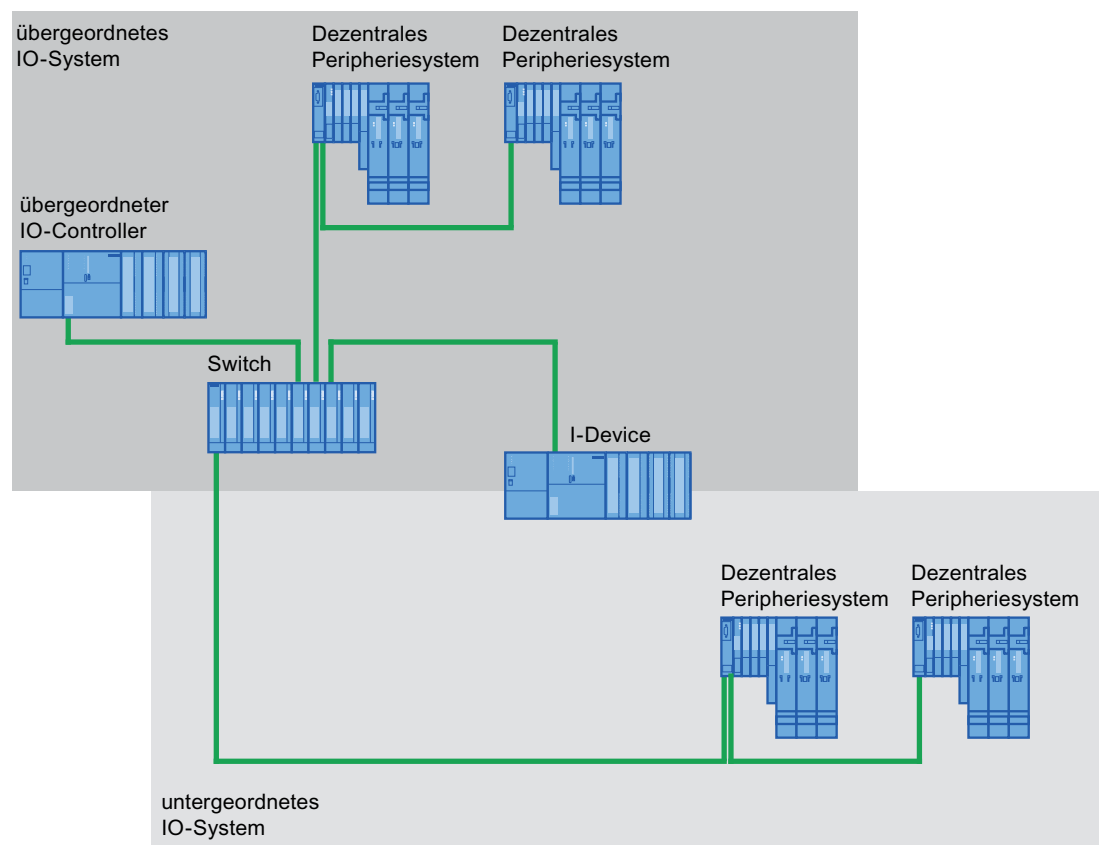 übergeordnetes
IO-System
Dezentrales
Peripheriesystem
Dezentrales
Peripheriesystem
übergeordneter
IO-Controller
Switch
I-Device
Dezentrales
Peripheriesystem
Dezentrales
Peripheriesystem
untergeordnetes
IO-System